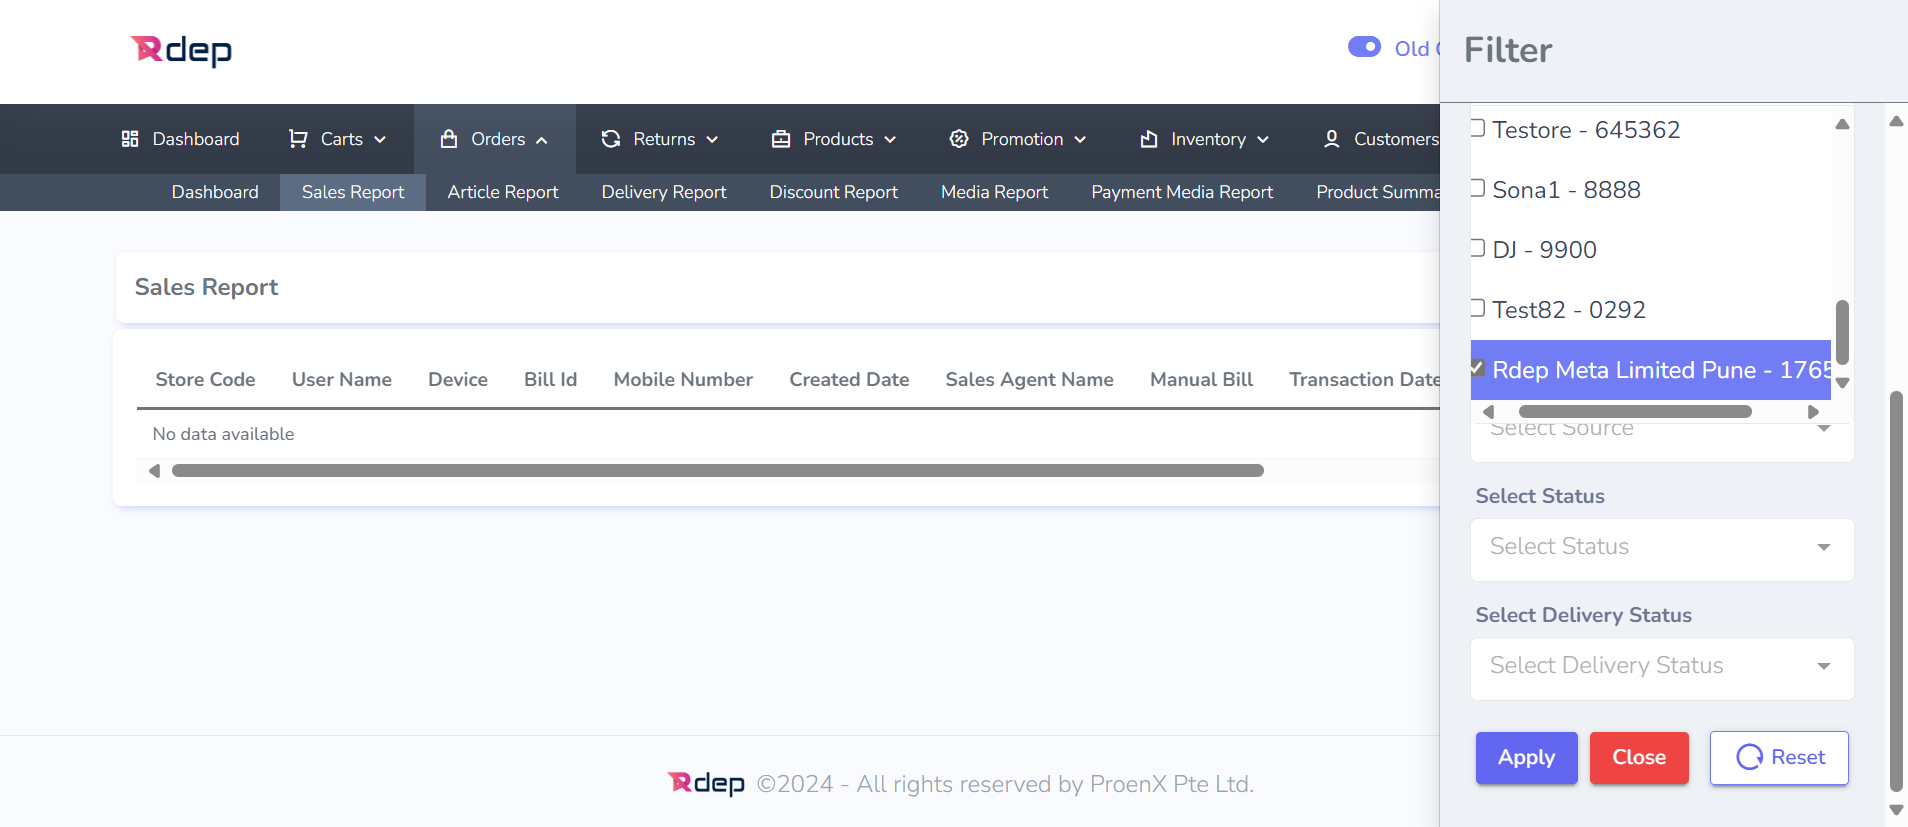 Rdep
Old
Filter
Dashboard Carts Orders Returns Products Promotion Inventory Customers
Dashboard Sales Report Article Report Delivery Report Discount Report Media Report Payment Media Report Product Summa
Testore - 645362
Sona1 - 8888
DJ - 9900
Test82 - 0292
Rdep Meta Limited Pune - 1765
Select Source
Select Status
Select Status
Select Delivery Status
Select Delivery Status
Apply Close Reset
Sales Report
Store Code User Name Device Bill Id Mobile Number Created Date Sales Agent Name Manual Bill Transaction Date
No data available
Rdep ©2024 - All rights reserved by ProenX Pte Ltd.